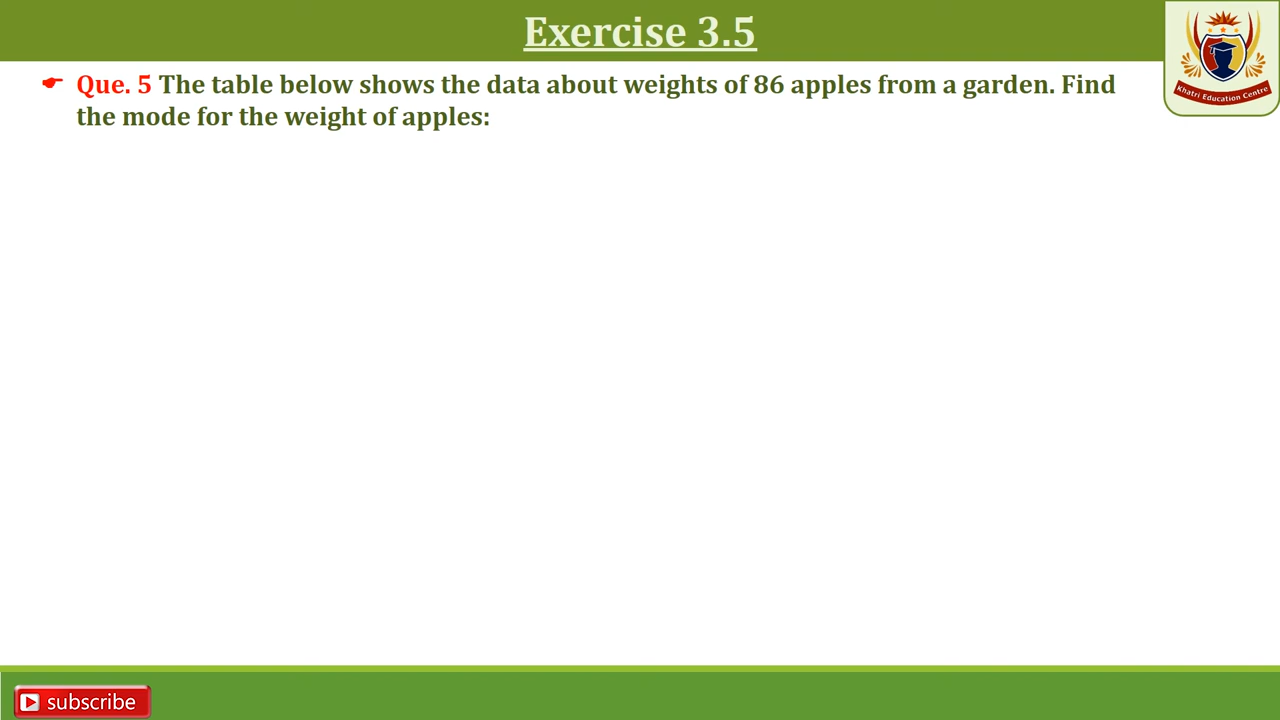 Exercise 3.5
Khatri Education Centre
☛ Que. 5 The table below shows the data about weights of 86 apples from a garden. Find
the mode for the weight of apples:
subscribe